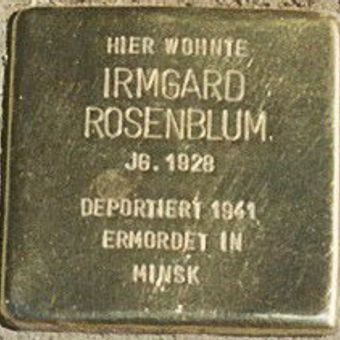 HIER WOHNTE
IRMGARD
ROSENBLUM
JG. 1928
DEPORTIERT 1941
ERMORDET IN
MINSK